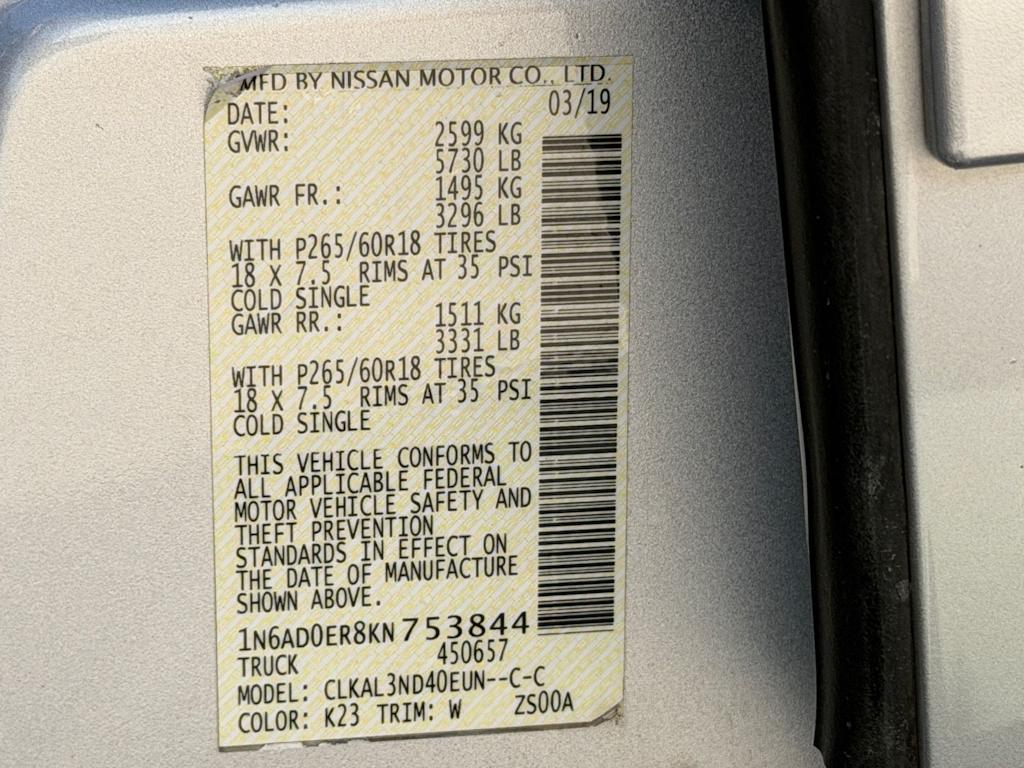 MFD BY NISSAN MOTOR CO., LTD.
DATE: 03/19
GVWR: 2599 KG
5730 LB
GAWR FR.: 1495 KG
3296 LB
WITH P265/60R18 TIRES
18 X 7.5 RIMS AT 35 PSI
COLD SINGLE
GAWR RR.: 1511 KG
3331 LB
WITH P265/60R18 TIRES
18 X 7.5 RIMS AT 35 PSI
COLD SINGLE
THIS VEHICLE CONFORMS TO
ALL APPLICABLE FEDERAL
MOTOR VEHICLE SAFETY AND
THEFT PREVENTION
STANDARDS IN EFFECT ON
THE DATE OF MANUFACTURE
SHOWN ABOVE.
1N6AD0ER8KN753844
TRUCK 450657
MODEL: CLKAL3ND40EUN--C-C
COLOR: K23 TRIM: W ZS00A